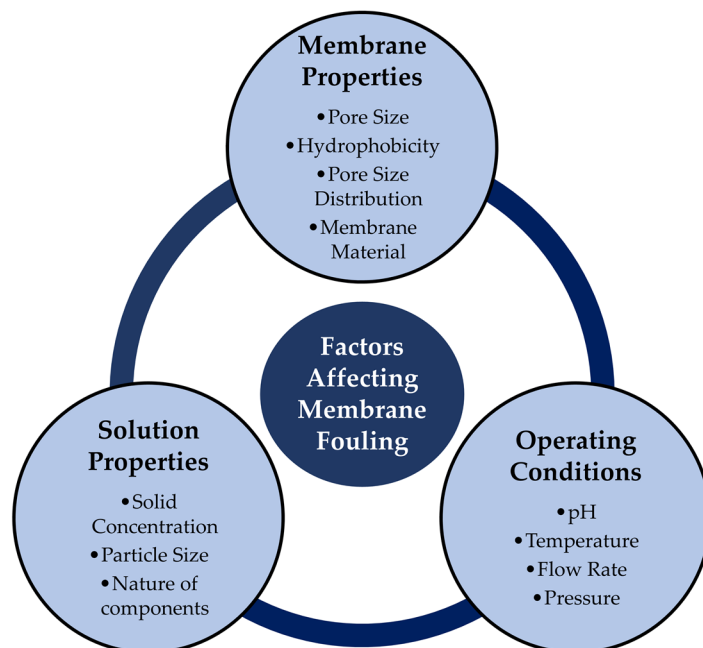 Membrane
Properties
•Pore Size
•Hydrophobicity
•Pore Size
Distribution
•Membrane
Material
Factors
Affecting
Membrane
Fouling
Solution
Properties
•Solid
Concentration
•Particle Size
•Nature of
components
Operating
Conditions
•pH
•Temperature
•Flow Rate
•Pressure